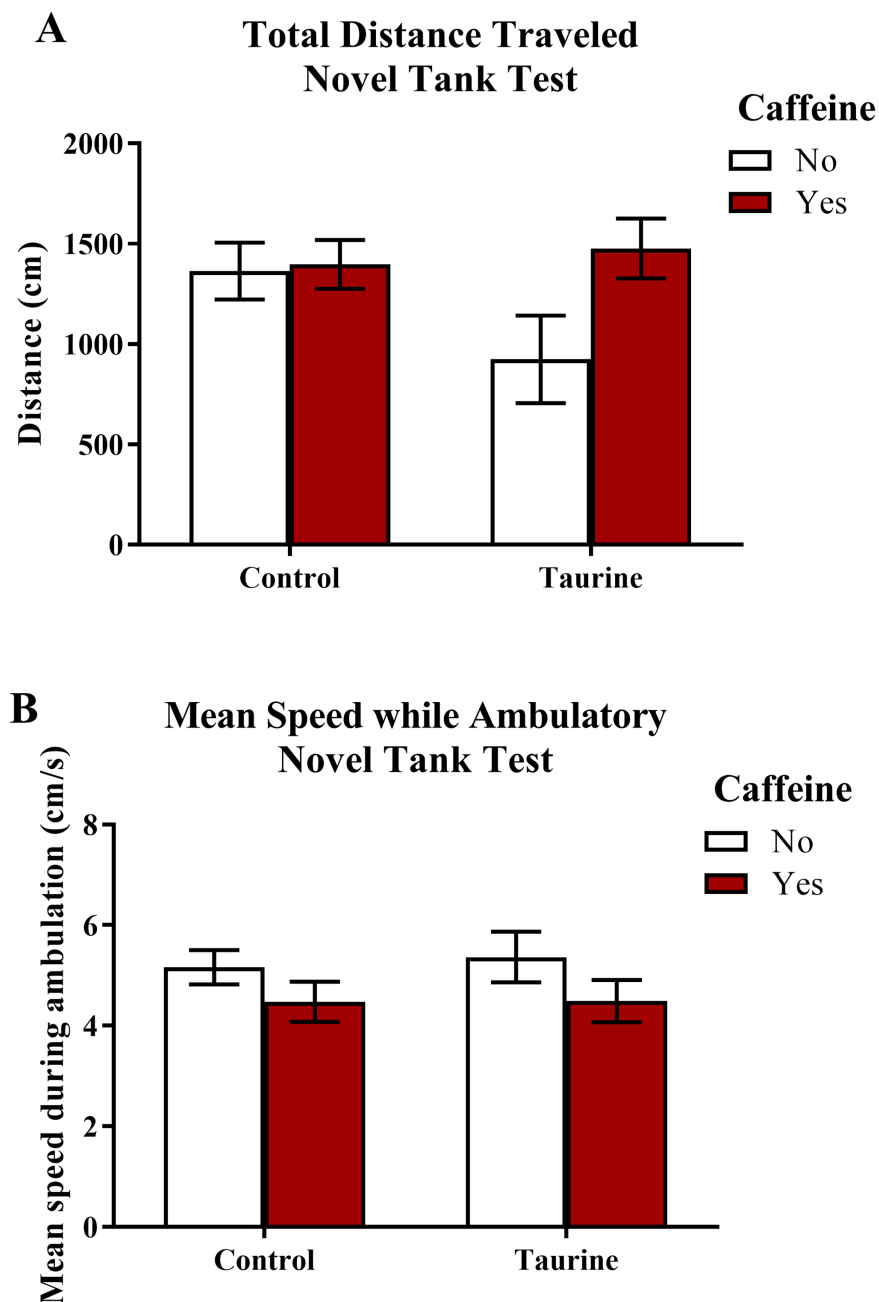 A
Total Distance Traveled
Novel Tank Test
Caffeine
No
Yes
Distance (cm)
2000
1500
1000
500
0
Control
Taurine
B
Mean Speed while Ambulatory
Novel Tank Test
Caffeine
No
Yes
Mean speed during ambulation (cm/s)
8
6
4
2
0
Control
Taurine